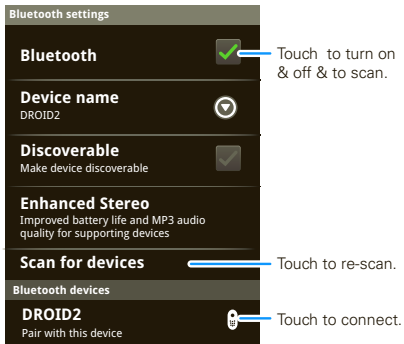 Bluetooth settings
Bluetooth
Touch to turn on
& off & to scan.
Device name
DROID2
Discoverable
Make device discoverable
Enhanced Stereo
Improved battery life and MP3 audio
quality for supporting devices
Scan for devices
Touch to re-scan.
Bluetooth devices
DROID2
Pair with this device
Touch to connect.